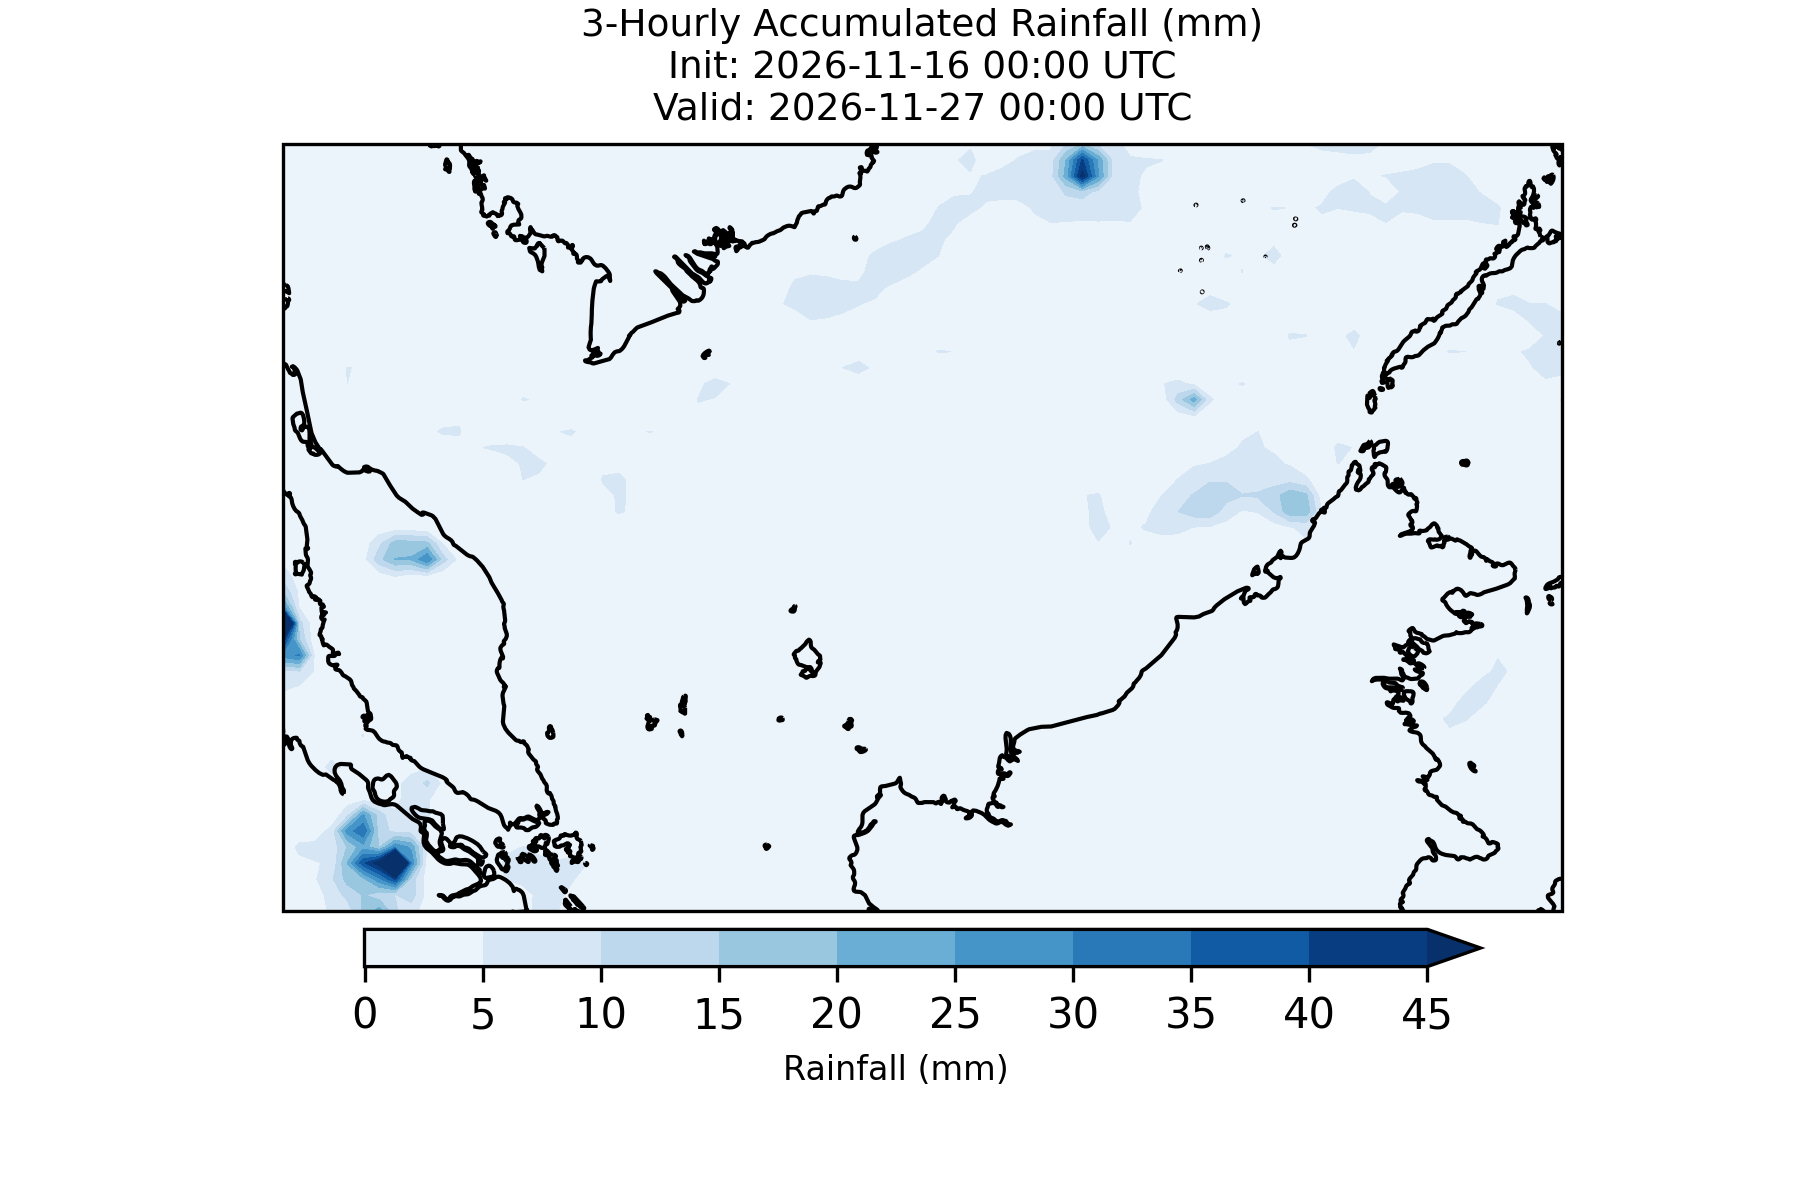 3-Hourly Accumulated Rainfall (mm)
Init: 2026-11-16 00:00 UTC
Valid: 2026-11-27 00:00 UTC
0 5 10 15 20 25 30 35 40 45
Rainfall (mm)